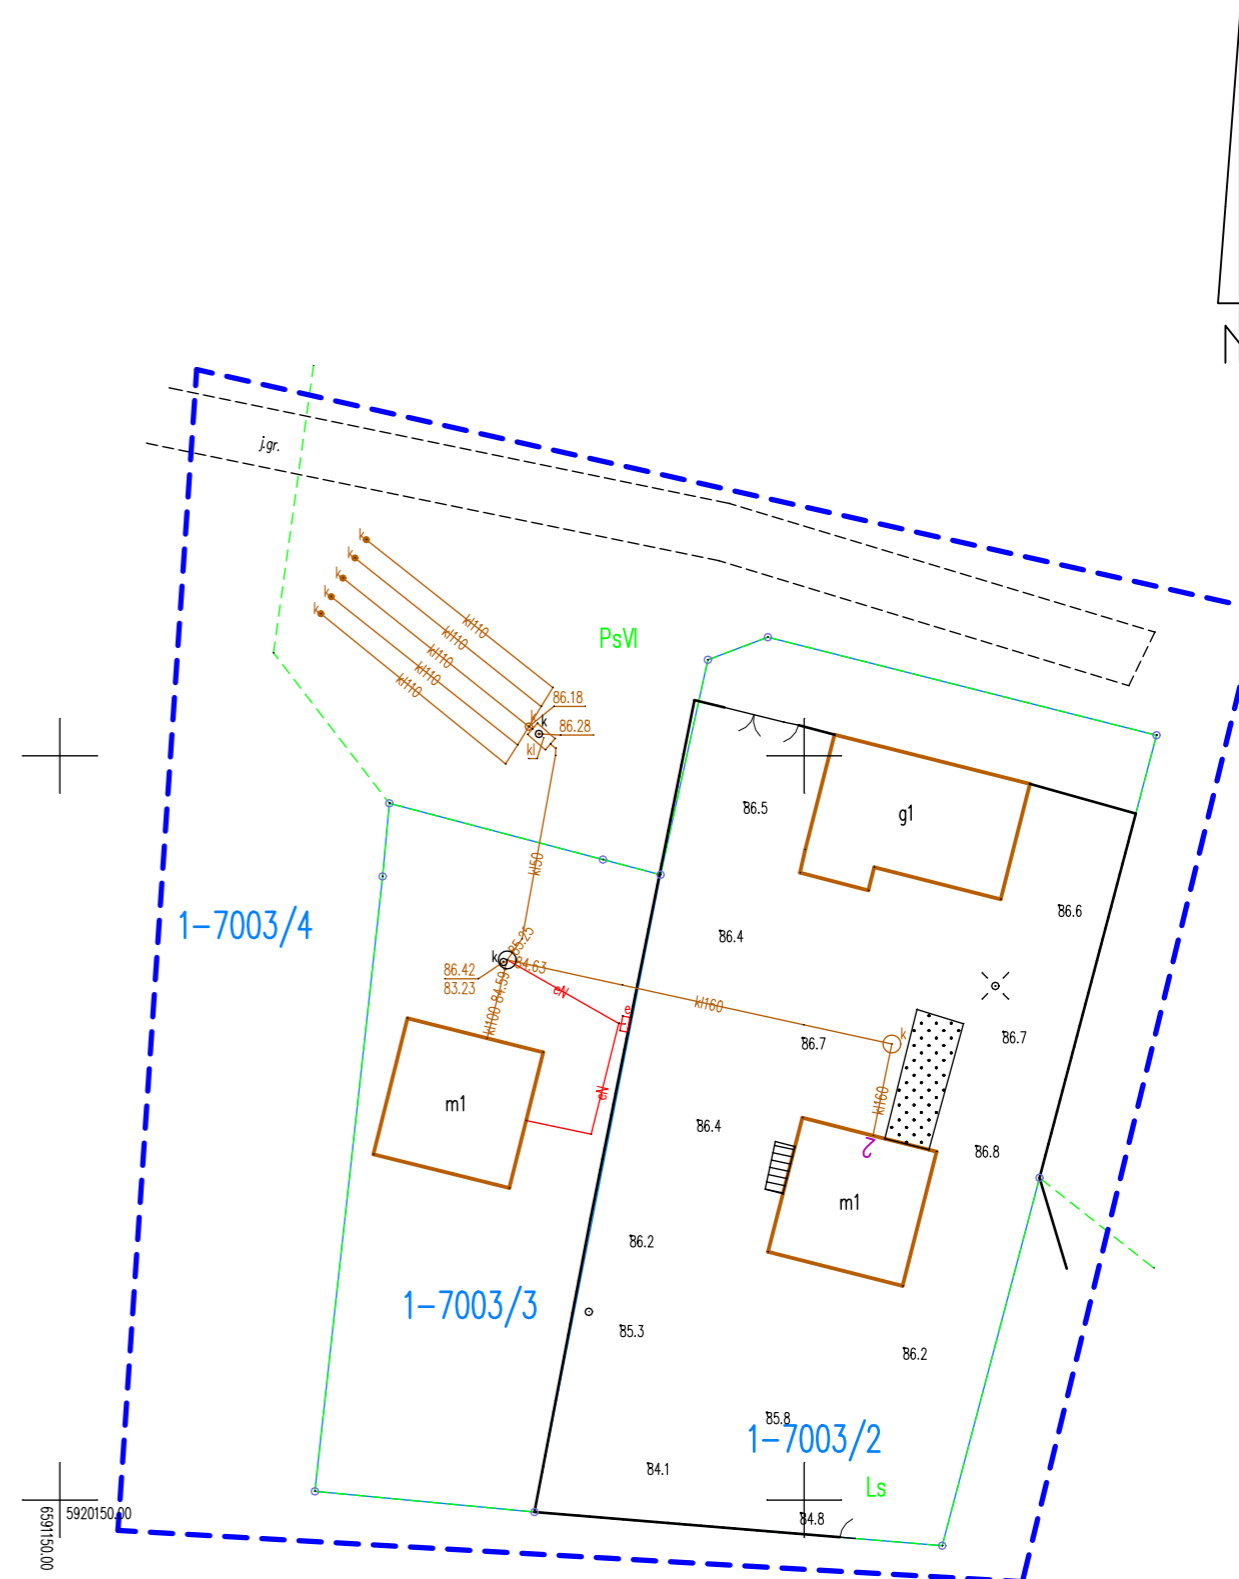 N
j.gr.
k
k
k
k
k
kl110
kl110
kl110
kl110
kl110
PsVI
86.18
k
k
86.28
kl
86.5
g1
kl50
86.6
1-7003/4
86.4
85.25
k
84.63
86.42
83.23
eN
kl160
e
kl100 84.59
86.7
k
86.7
eN
kl160
m1
86.4
2
86.8
m1
86.2
1-7003/3
85.3
86.2
85.8
1-7003/2
84.1
Ls
84.8
5920150.00
6591150.00